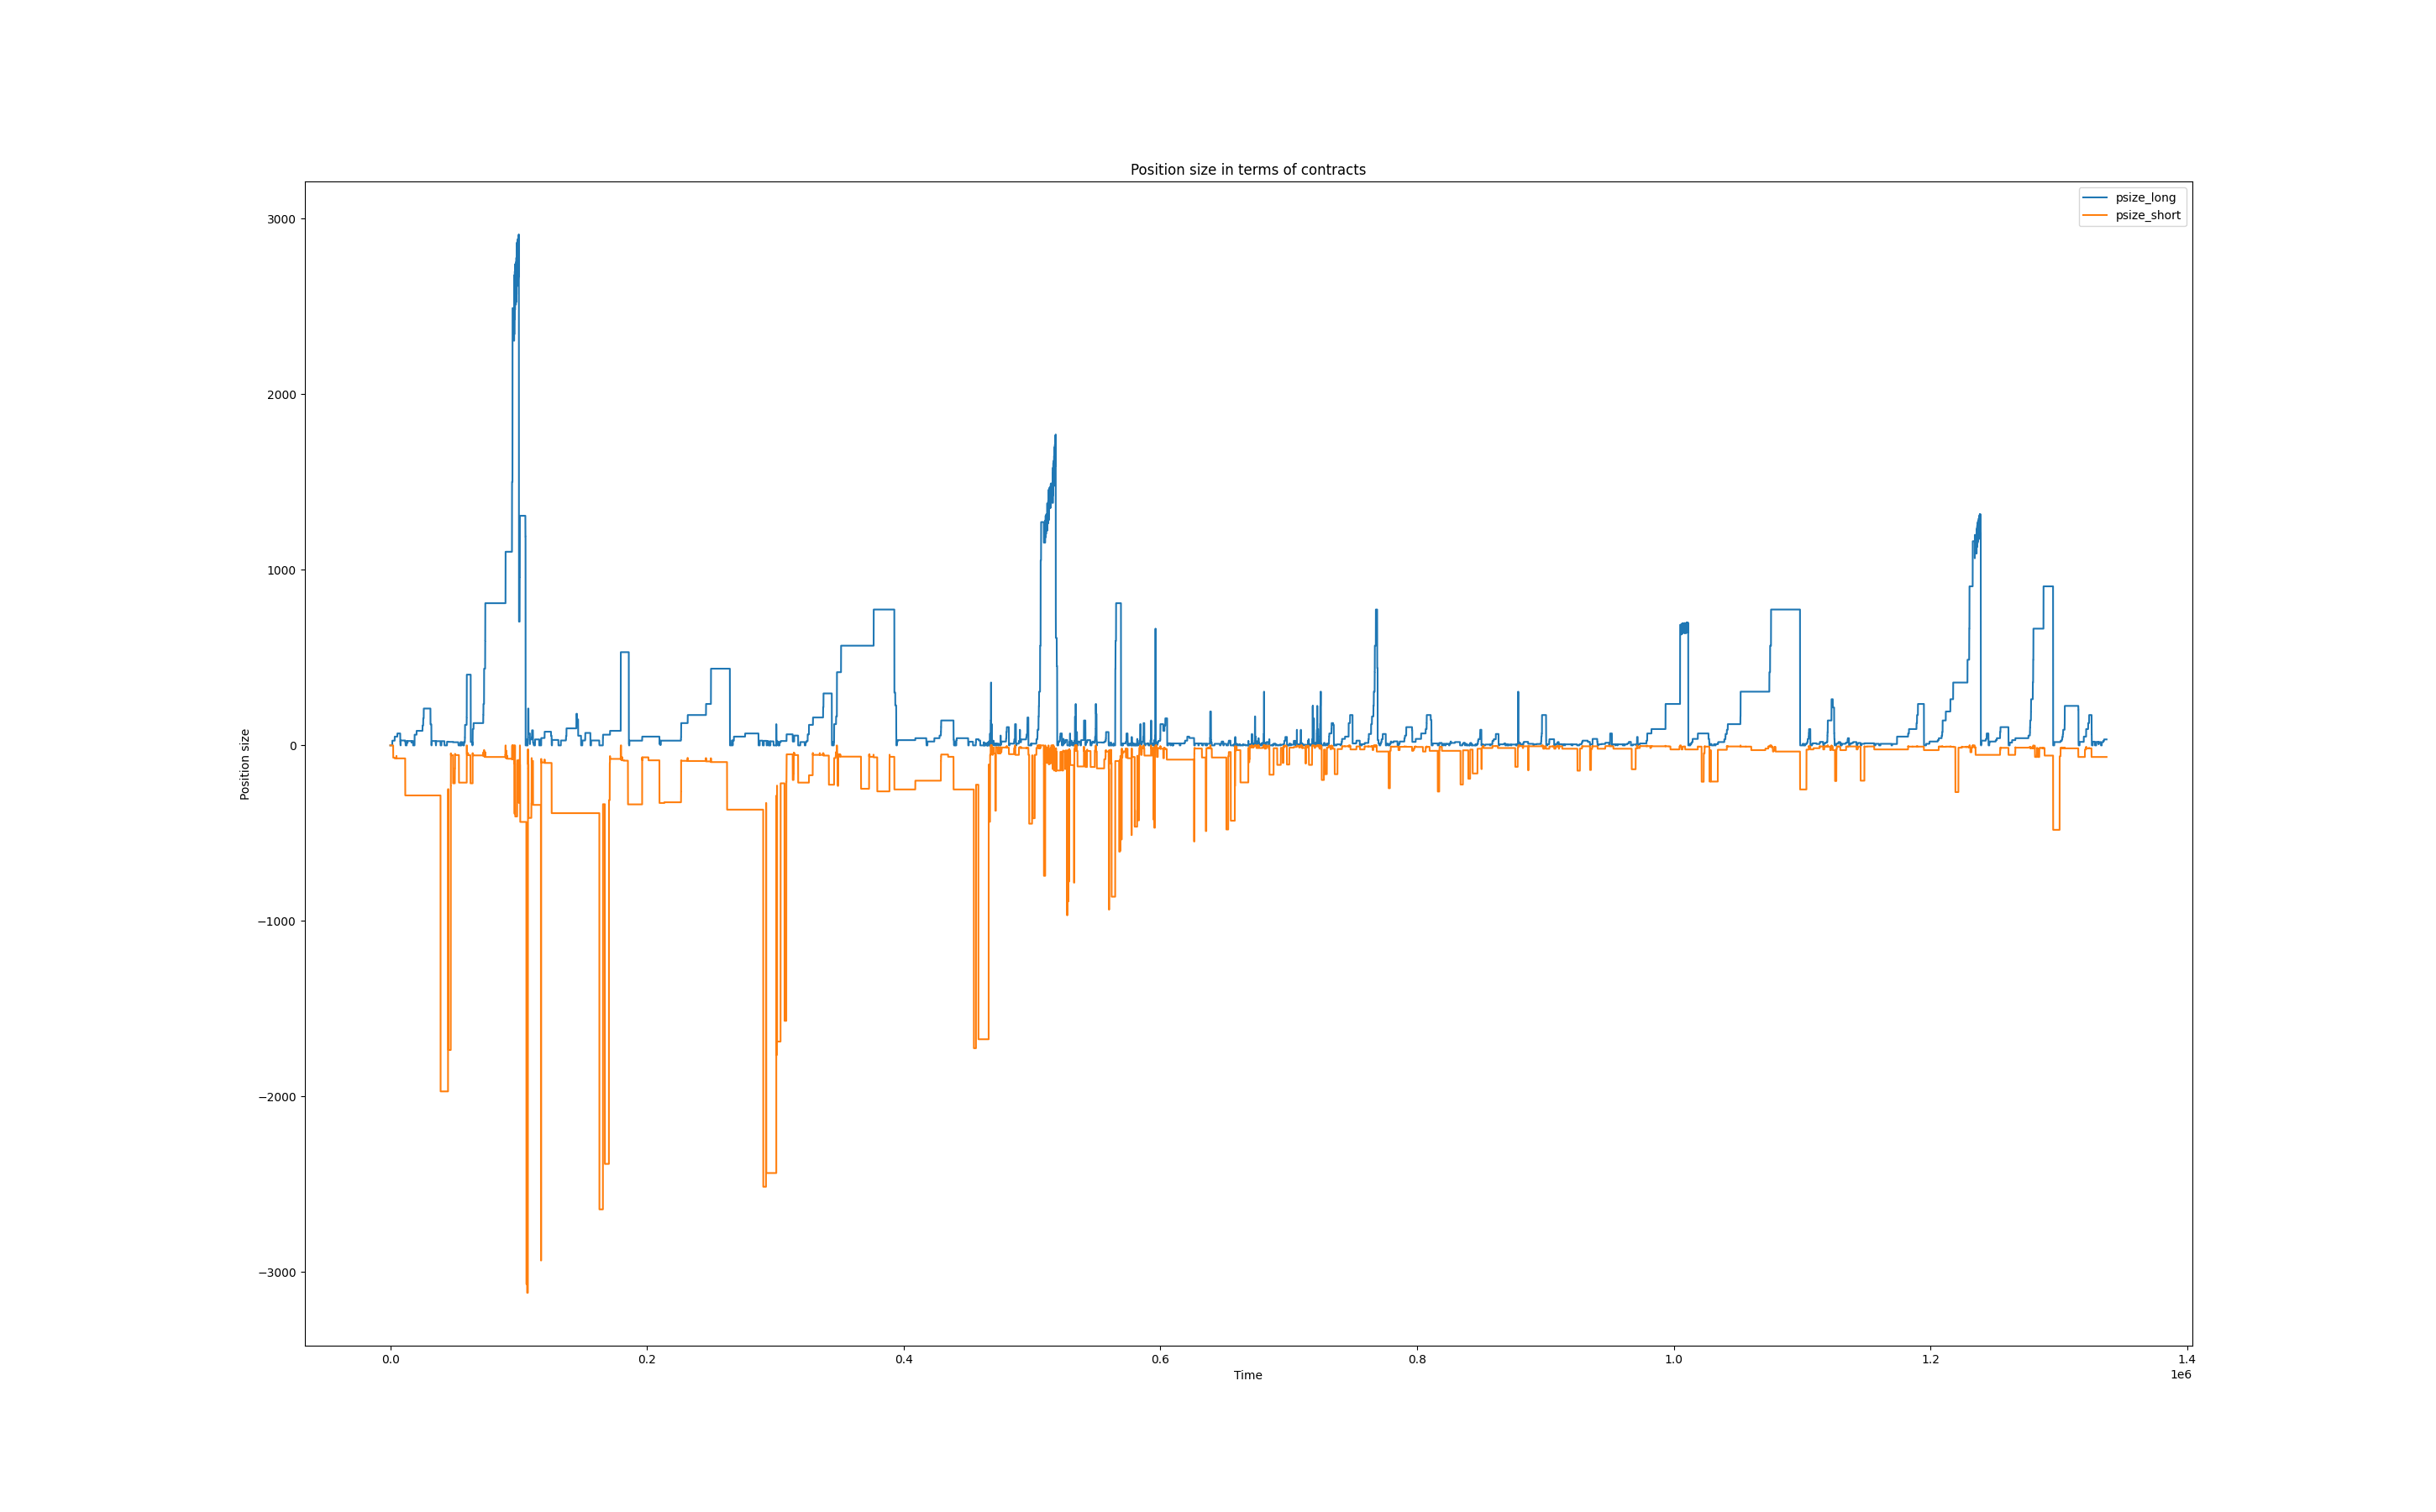 Position size in terms of contracts
psize_long
psize_short
3000
2000
1000
0
−1000
−2000
−3000
Position size
0.0
0.2
0.4
0.6
0.8
1.0
1.2
1.4
Time
1e6